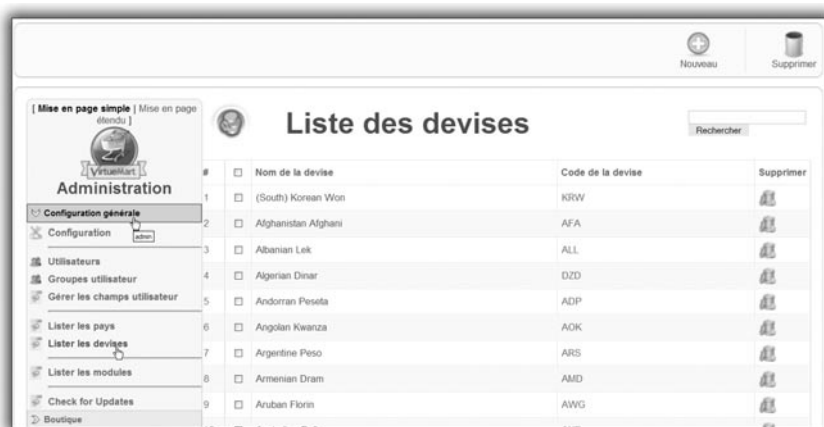 Nouveau
Supprimer
[ Mise en page simple | Mise en page étendu ]
VirtueMart
Administration
Configuration générale
admin
Configuration
Utilisateurs
Groupes utilisateur
Gérer les champs utilisateur
Lister les pays
Lister les devises
Lister les modules
Check for Updates
Boutique
Liste des devises
Rechercher
# Nom de la devise Code de la devise Supprimer
1 (South) Korean Won KRW
2 Afghanistan Afghani AFA
3 Albanian Lek ALL
4 Algerian Dinar DZD
5 Andorran Peseta ADP
6 Angolan Kwanza AOK
7 Argentine Peso ARS
8 Armenian Dram AMD
9 Aruban Florin AWG